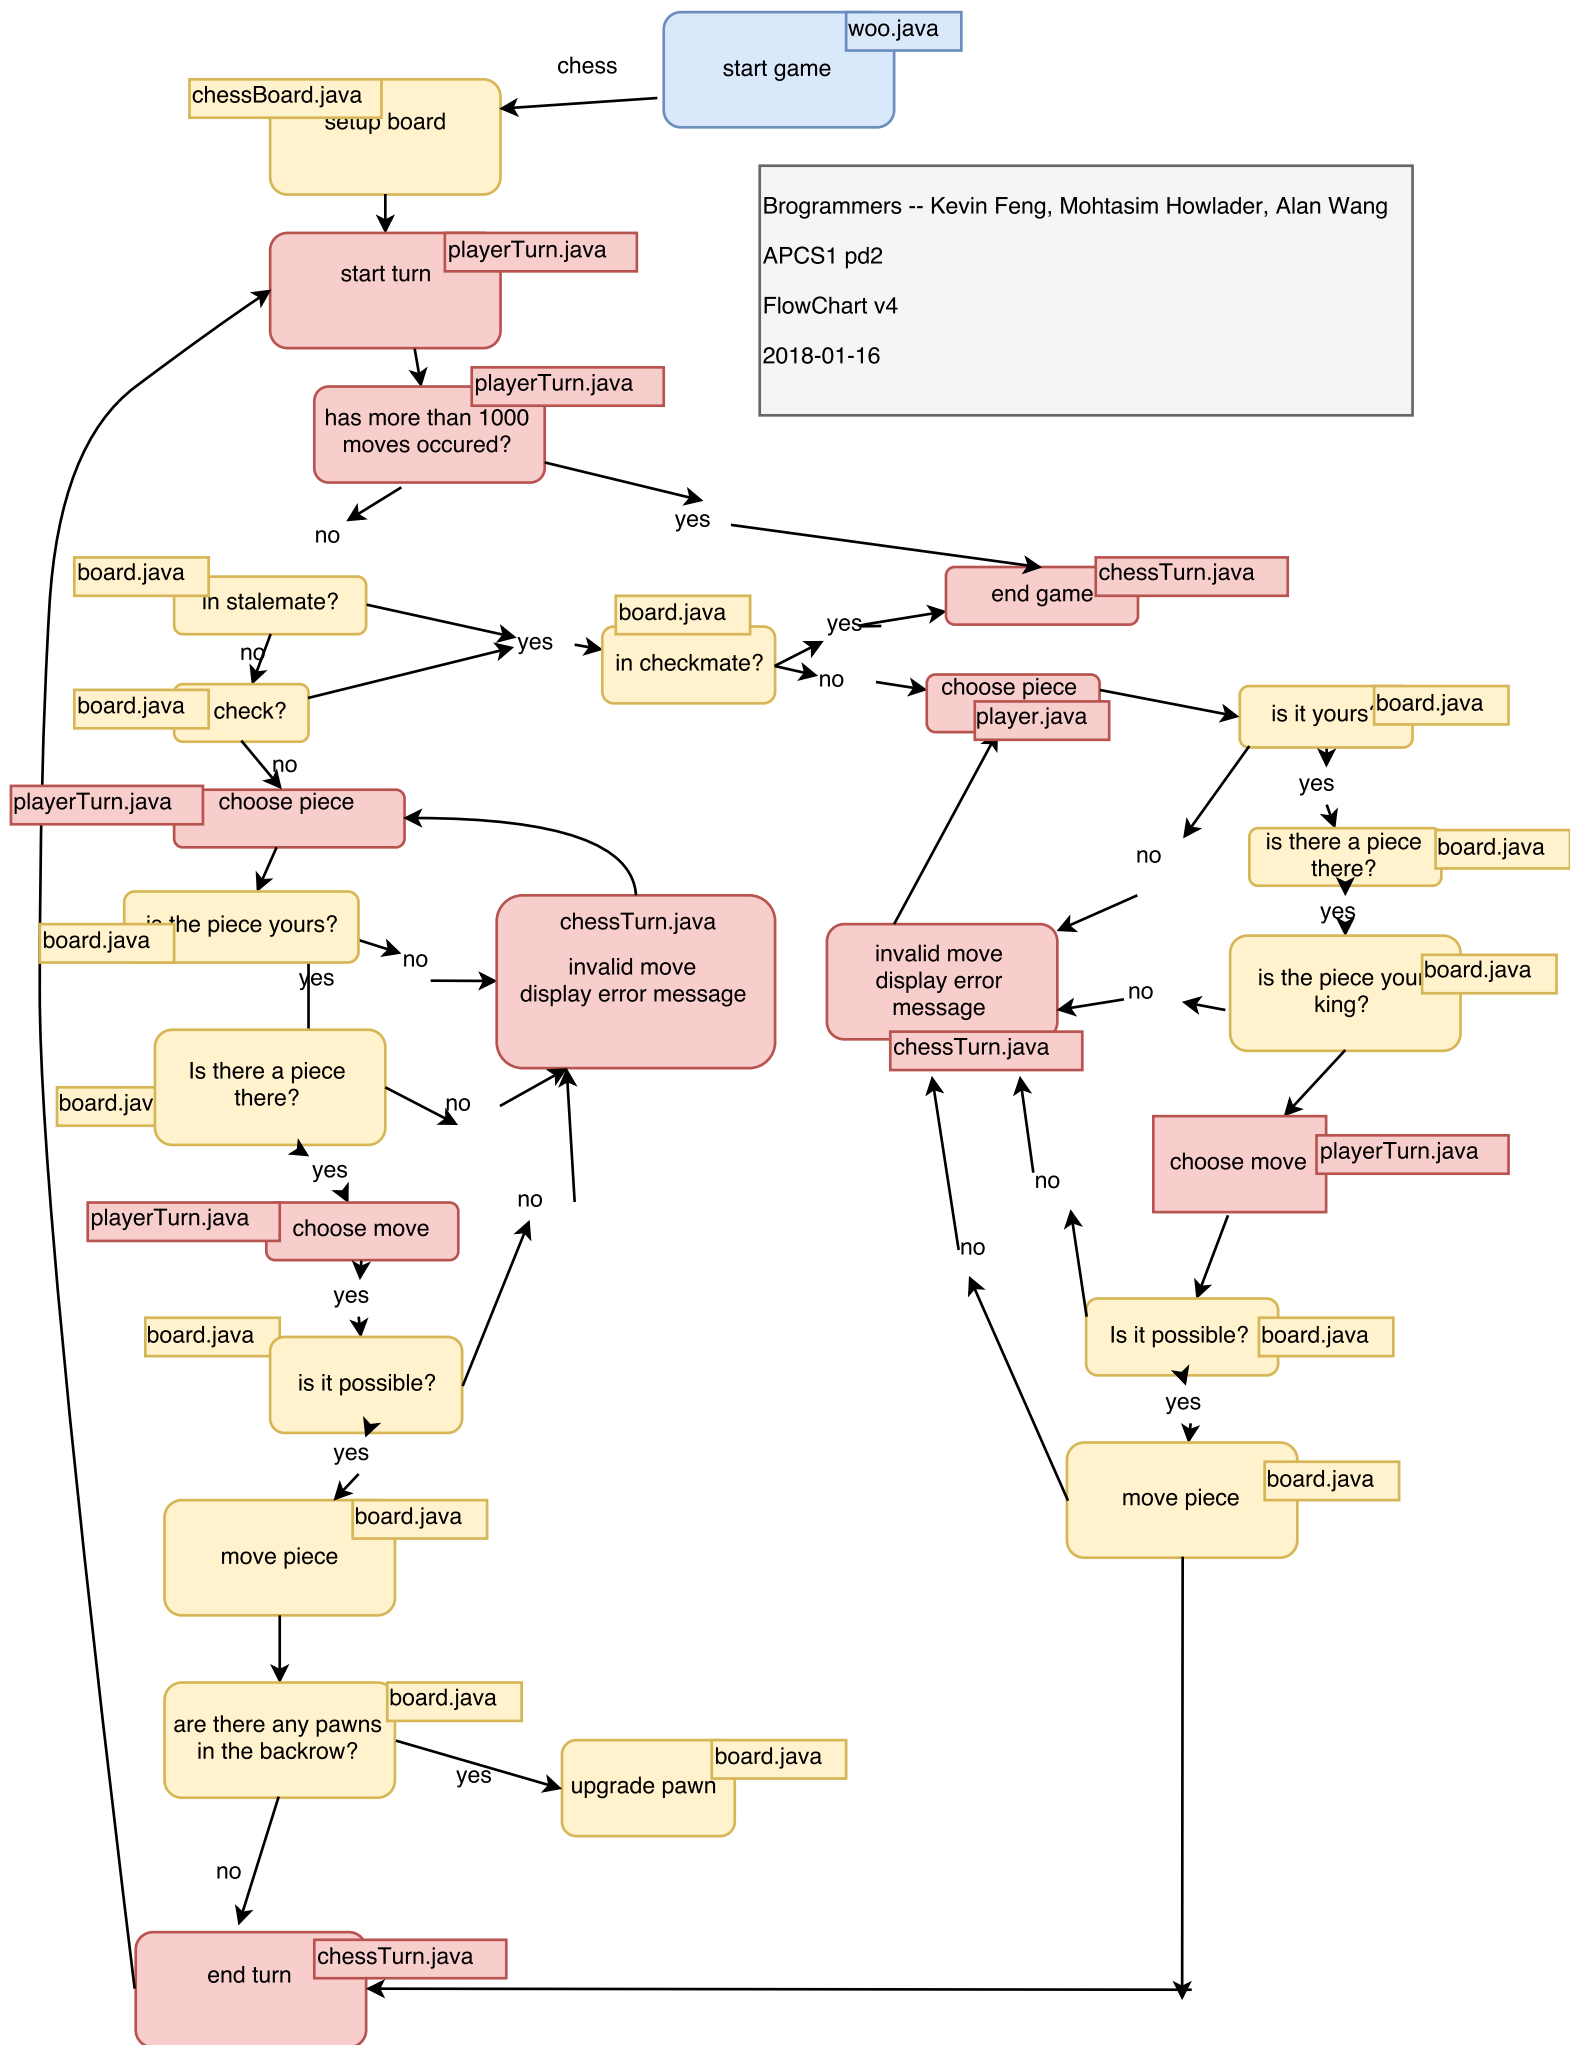 woo.java
start game
chess
chessBoard.java
setup board
Brogrammers -- Kevin Feng, Mohtasim Howlader, Alan Wang
APCS1 pd2
FlowChart v4
2018-01-16
playerTurn.java
start turn
playerTurn.java
has more than 1000
moves occured?
yes
no
board.java
in stalemate?
yes
no
board.java
check?
no
board.java
in checkmate?
yes
no
chessTurn.java
end game
choose piece
player.java
is it yours?
board.java
yes
no
is there a piece
there?
board.java
yes
is the piece your
king?
board.java
no
invalid move
display error
message
chessTurn.java
choose move
playerTurn.java
no
no
Is it possible?
board.java
yes
move piece
board.java
playerTurn.java
choose piece
is the piece yours?
board.java
no
yes
chessTurn.java
invalid move
display error message
Is there a piece
there?
board.jav
no
yes
playerTurn.java
choose move
no
yes
board.java
is it possible?
yes
board.java
move piece
board.java
are there any pawns
in the backrow?
yes
board.java
upgrade pawn
no
chessTurn.java
end turn